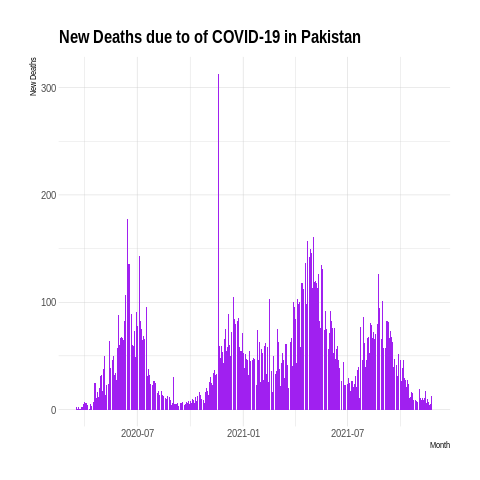 New Deaths due to of COVID-19 in Pakistan
New Deaths
300
200
100
0
2020-07 2021-01 2021-07
Month